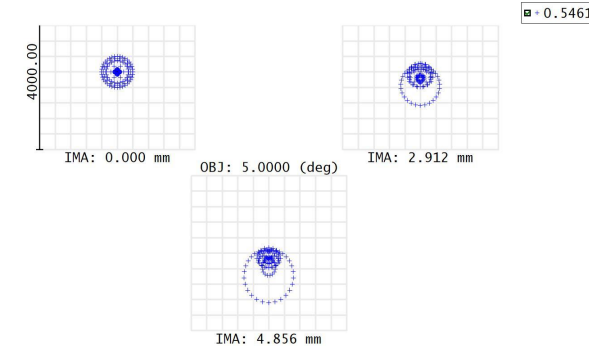 + 0.5461
4000.00
IMA: 0.000 mm
IMA: 2.912 mm
OBJ: 5.0000 (deg)
IMA: 4.856 mm